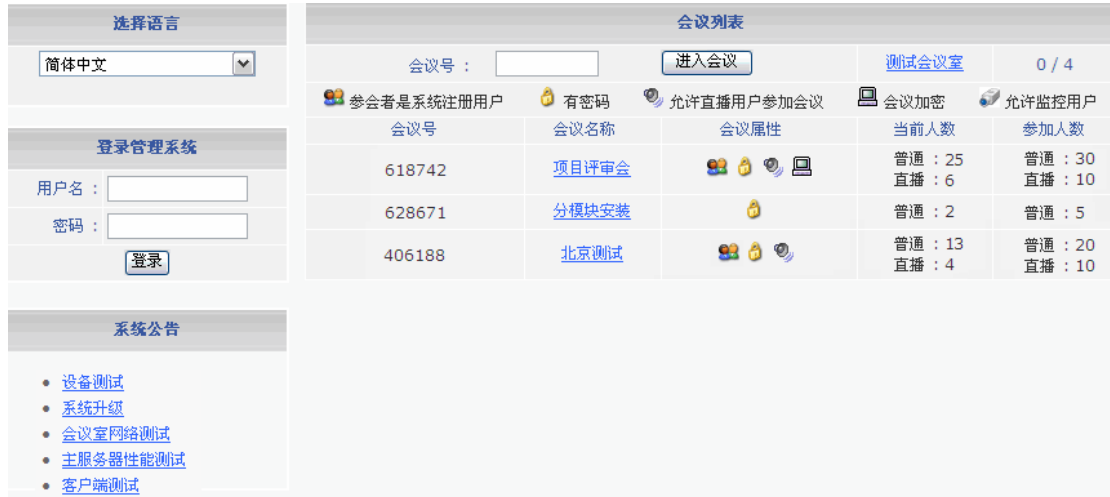 选择语言
简体中文
登录管理系统
用户名 :
密码 :
登录
系统公告
设备测试
系统升级
会议室网络测试
主服务器性能测试
客户端测试
会议列表
会议号 : 进入会议 测试会议室 0 / 4
参会者是系统注册用户 有密码 允许直播用户参加会议 会议加密 允许监控用户
会议号 会议名称 会议属性 当前人数 参加人数
618742 项目评审会 普通 : 25 普通 : 30
直播 : 6 直播 : 10
628671 分模块安装 普通 : 2 普通 : 5
406188 北京测试 普通 : 13 普通 : 20
直播 : 4 直播 : 10